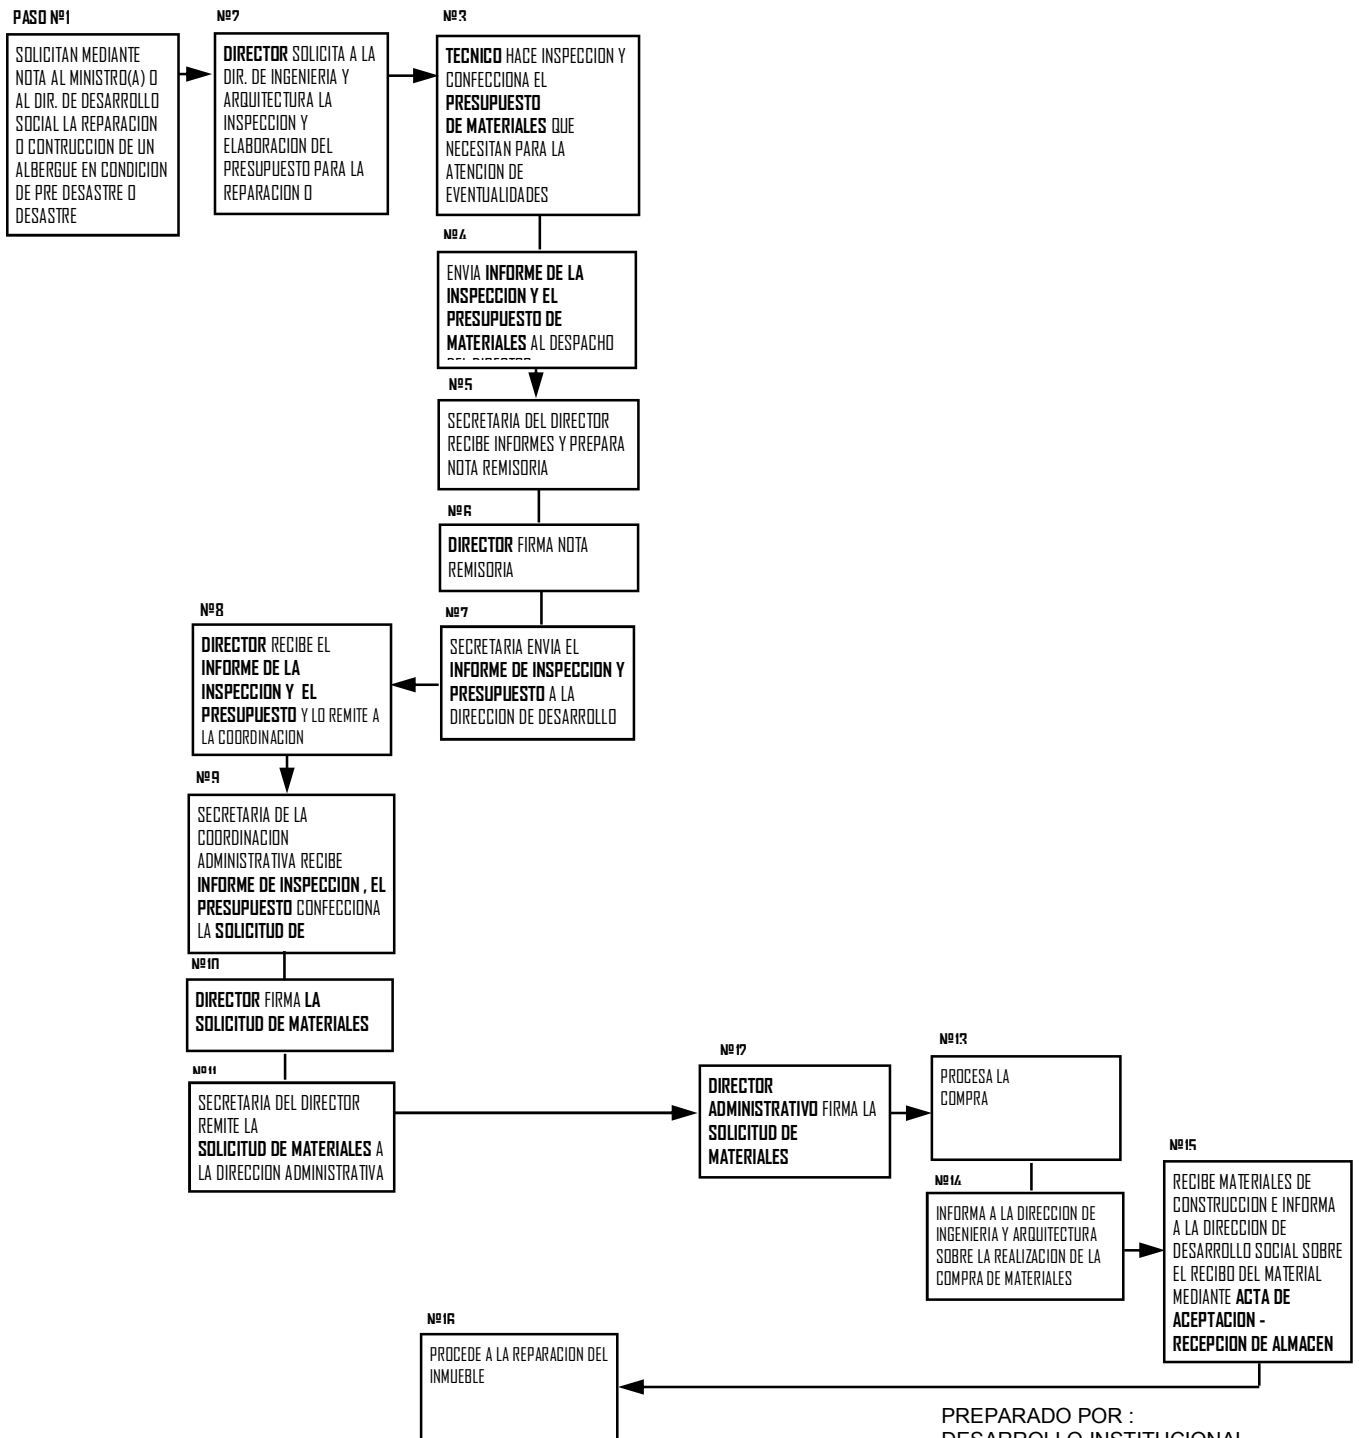 PASO Nº1
SOLICITAN MEDIANTE
NOTA AL MINISTRO(A) O
AL DIR. DE DESARROLLO
SOCIAL LA REPARACION
O CONTRUCCION DE UN
ALBERGUE EN CONDICION
DE PRE DESASTRE O
DESASTRE
Nº2
DIRECTOR SOLICITA A LA
DIR. DE INGENIERIA Y
ARQUITECTURA LA
INSPECCION Y
ELABORACION DEL
PRESUPUESTO PARA LA
REPARACION O
Nº3
TECNICO HACE INSPECCION Y
CONFECCIONA EL
PRESUPUESTO
DE MATERIALES QUE
NECESITAN PARA LA
ATENCION DE
EVENTUALIDADES
Nº4
ENVIA INFORME DE LA
INSPECCION Y EL
PRESUPUESTO DE
MATERIALES AL DESPACHO
DEL DIRECTOR
Nº5
SECRETARIA DEL DIRECTOR
RECIBE INFORMES Y PREPARA
NOTA REMISORIA
Nº6
DIRECTOR FIRMA NOTA
REMISORIA
Nº7
SECRETARIA ENVIA EL
INFORME DE INSPECCION Y
PRESUPUESTO A LA
DIRECCION DE DESARROLLO
Nº8
DIRECTOR RECIBE EL
INFORME DE LA
INSPECCION Y EL
PRESUPUESTO Y LO REMITE A
LA COORDINACION
Nº9
SECRETARIA DE LA
COORDINACION
ADMINISTRATIVA RECIBE
INFORME DE INSPECCION , EL
PRESUPUESTO CONFECCIONA
LA SOLICITUD DE
Nº10
DIRECTOR FIRMA LA
SOLICITUD DE MATERIALES
Nº11
SECRETARIA DEL DIRECTOR
REMITE LA
SOLICITUD DE MATERIALES A
LA DIRECCION ADMINISTRATIVA
Nº12
DIRECTOR
ADMINISTRATIVO FIRMA LA
SOLICITUD DE
MATERIALES
Nº13
PROCESA LA
COMPRA
Nº14
INFORMA A LA DIRECCION DE
INGENIERIA Y ARQUITECTURA
SOBRE LA REALIZACION DE LA
COMPRA DE MATERIALES
Nº15
RECIBE MATERIALES DE
CONSTRUCCION E INFORMA
A LA DIRECCION DE
DESARROLLO SOCIAL SOBRE
EL RECIBO DEL MATERIAL
MEDIANTE ACTA DE
ACEPTACION -
RECEPCION DE ALMACEN
Nº16
PROCEDE A LA REPARACION DEL
INMUEBLE
PREPARADO POR :
DESARROLLO INSTITUCIONAL